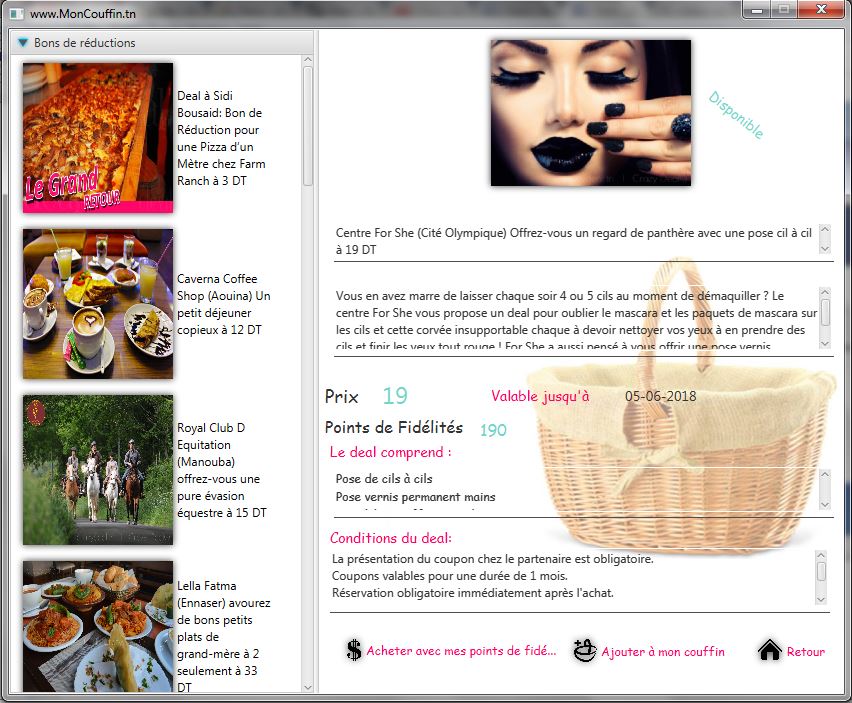 www.MonCouffin.tn
Bons de réductions
Le Grand
RETOUR
Deal à Sidi
Bousaid: Bon de
Réduction pour
une Pizza d'un
Mètre chez Farm
Ranch à 3 DT
Caverna Coffee
Shop (Aouina) Un
petit déjeuner
copieux à 12 DT
Royal Club D
Equitation
(Manouba)
offrez-vous une
pure évasion
équestre à 15 DT
Lella Fatma
(Ennaser) avourez
de bons petits
plats de
grand-mère à 2
seulement à 33
DT
Disponible
Centre For She (Cité Olympique) Offrez-vous un regard de panthère avec une pose cil à cil
à 19 DT
Vous en avez marre de laisser chaque soir 4 ou 5 cils au moment de démaquiller ? Le
centre For She vous propose un deal pour oublier le mascara et les paquets de mascara sur
les cils et cette corvée insupportable chaque à devoir nettoyer vos yeux à en prendre des
cils et finir les yeux tout rouge ! For She a aussi pensé à vous offrir une pose vernis
Prix 19 Valable jusqu'à 05-06-2018
Points de Fidélités 190
Le deal comprend :
Pose de cils à cils
Pose vernis permanent mains
Conditions du deal:
La présentation du coupon chez le partenaire est obligatoire.
Coupons valables pour une durée de 1 mois.
Réservation obligatoire immédiatement après l'achat.
Acheter avec mes points de fidé... Ajouter à mon couffin Retour